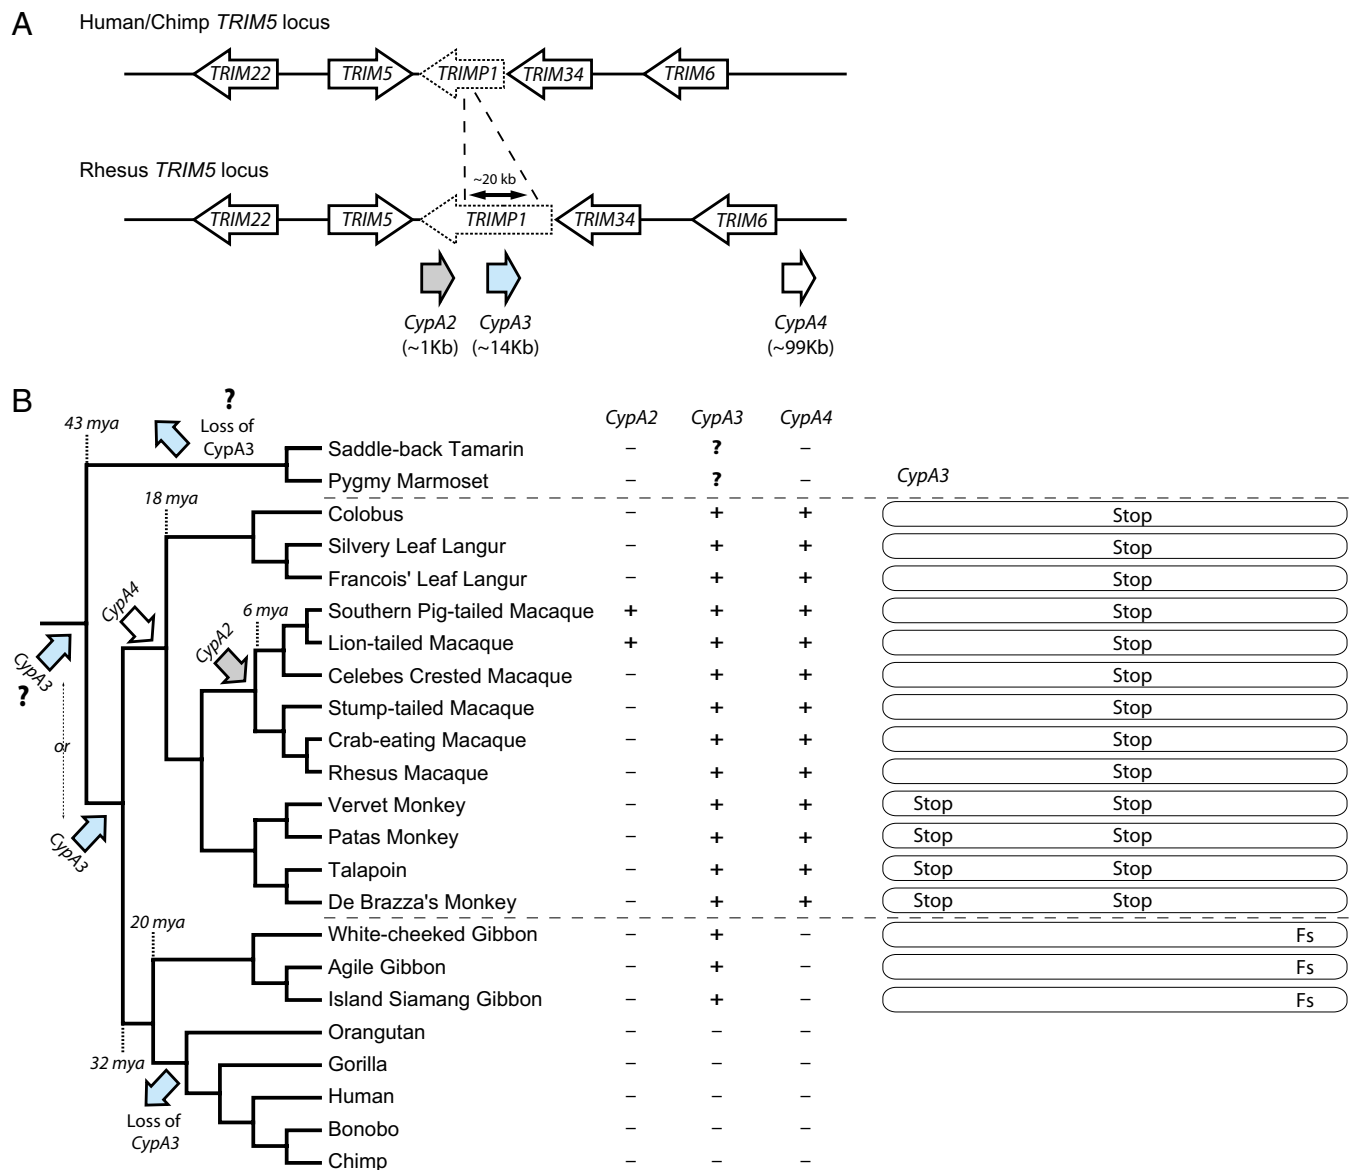 A
Human/Chimp TRIM5 locus
TRIM22 TRIM5 TRIMP1 TRIM34 TRIM6
Rhesus TRIM5 locus
~20 kb
TRIM22 TRIM5 TRIMP1 TRIM34 TRIM6
CypA2 CypA3 CypA4
(~1Kb) (~14Kb) (~99Kb)
B
?
43 mya Loss of CypA3
CypA2 CypA3 CypA4
Saddle-back Tamarin – ? –
CypA3
Pygmy Marmoset – ? –
18 mya
Colobus – + + Stop
Silvery Leaf Langur – + + Stop
Francois' Leaf Langur – + + Stop
CypA4
6 mya
Southern Pig-tailed Macaque + + + Stop
CypA2
Lion-tailed Macaque + + + Stop
CypA3
?
Celebes Crested Macaque – + + Stop
Stump-tailed Macaque – + + Stop
or
Crab-eating Macaque – + + Stop
Rhesus Macaque – + + Stop
Vervet Monkey – + + Stop Stop
CypA3
Patas Monkey – + + Stop Stop
Talapoin – + + Stop Stop
De Brazza's Monkey – + + Stop Stop
20 mya
White-cheeked Gibbon – + – Fs
Agile Gibbon – + – Fs
Island Siamang Gibbon – + – Fs
Orangutan – – –
32 mya
Gorilla – – –
Loss of
CypA3
Human – – –
Bonobo – – –
Chimp – – –